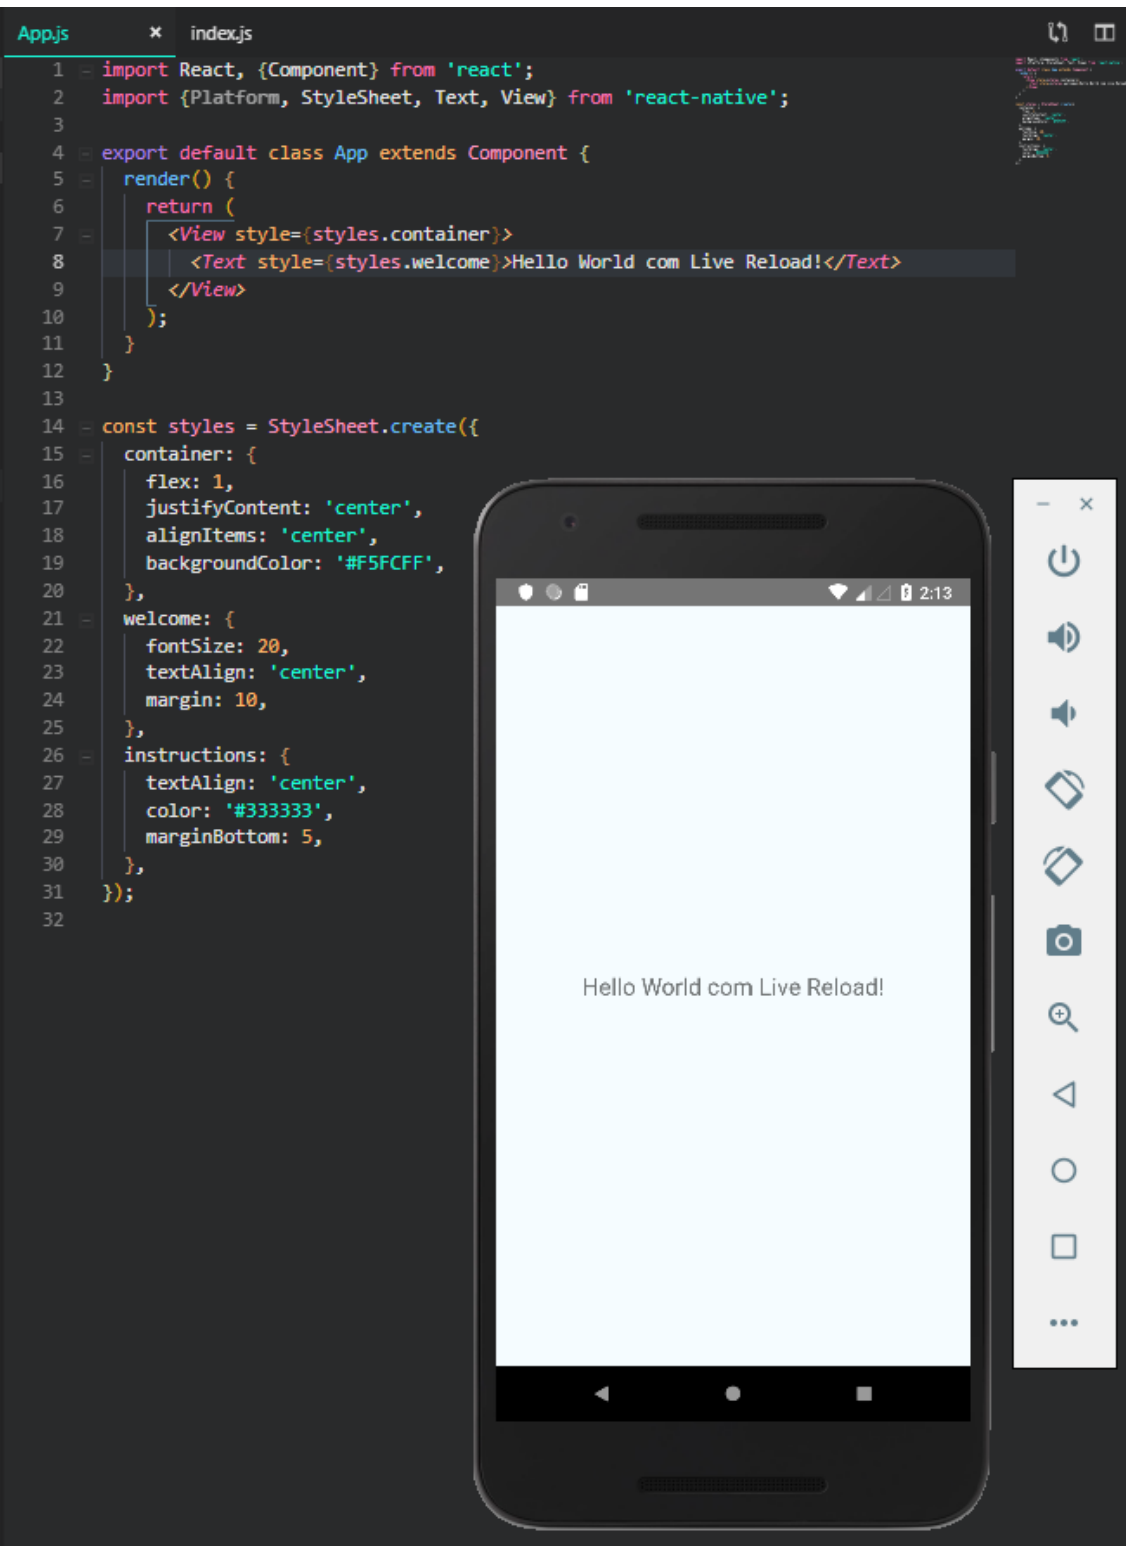 App.js × index.js
1 import React, {Component} from 'react';
2 import {Platform, StyleSheet, Text, View} from 'react-native';
3
4 export default class App extends Component {
5 render() {
6 return (
7 <View style={styles.container}>
8 <Text style={styles.welcome}>Hello World com Live Reload!</Text>
9 </View>
10 );
11 }
12 }
13
14 const styles = StyleSheet.create({
15 container: {
16 flex: 1,
17 justifyContent: 'center',
18 alignItems: 'center',
19 backgroundColor: '#F5FCFF',
20 },
21 welcome: {
22 fontSize: 20,
23 textAlign: 'center',
24 margin: 10,
25 },
26 instructions: {
27 textAlign: 'center',
28 color: '#333333',
29 marginBottom: 5,
30 },
31 });
32
2:13
Hello World com Live Reload!